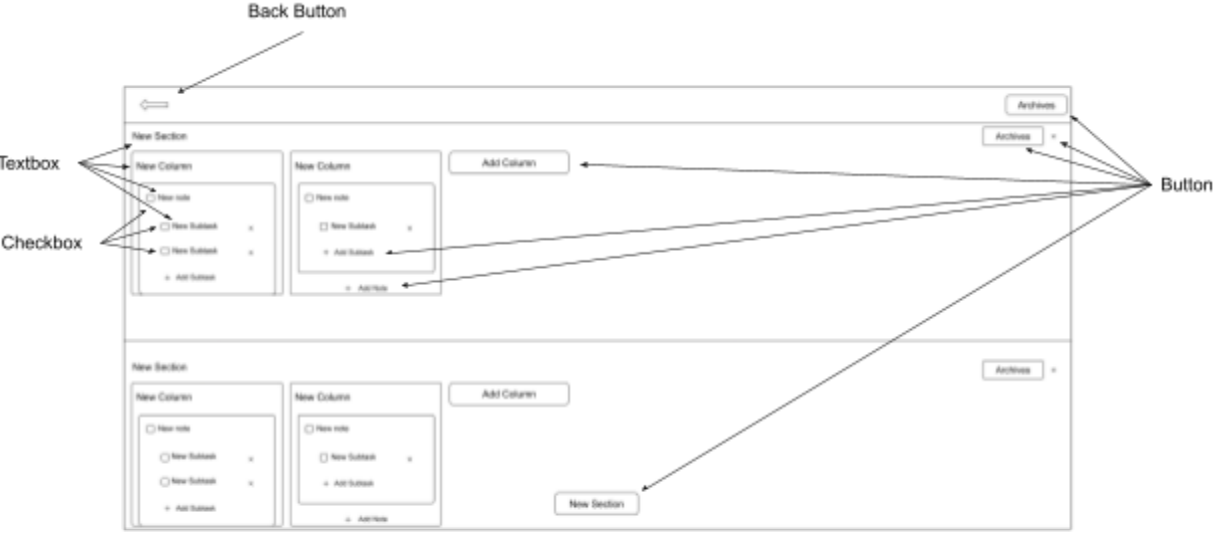 Back Button
Archives
New Section
Archives
x
Textbox
New Column
New Column
Add Column
Button
New note
New note
New Subtask
x
New Subtask
x
Checkbox
New Subtask
x
+ Add Subtask
+ Add Subtask
+ Add Note
New Section
Archives
x
New Column
New Column
Add Column
New note
New note
New Subtask
x
New Subtask
x
New Subtask
x
+ Add Subtask
+ Add Subtask
New Section
+ Add Note